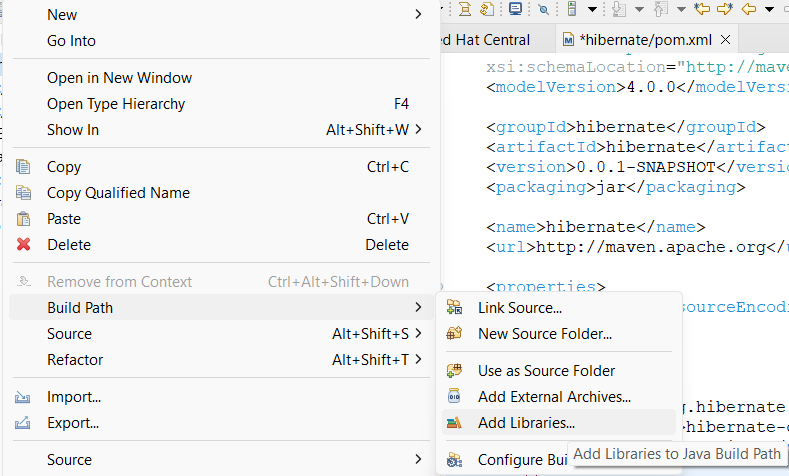 New
Go Into
Open in New Window
Open Type Hierarchy F4
Show In Alt+Shift+W
Copy Ctrl+C
Copy Qualified Name
Paste Ctrl+V
Delete Delete
Remove from Context Ctrl+Alt+Shift+Down
Build Path
Source Alt+Shift+S
Refactor Alt+Shift+T
Import...
Export...
Source
Link Source...
New Source Folder...
Use as Source Folder
Add External Archives...
Add Libraries...
Configure Bui
Add Libraries to Java Build Path
ed Hat Central *hibernate/pom.xml
xsi:schemaLocation="http://mave
<modelVersion>4.0.0</modelVersi
<groupId>hibernate</groupId>
<artifactId>hibernate</artifact
<version>0.0.1-SNAPSHOT</versio
<packaging>jar</packaging>
<name>hibernate</name>
<url>http://maven.apache.org</u
<properties>
sourceEncodi
g.hibernate
>hibernate-c